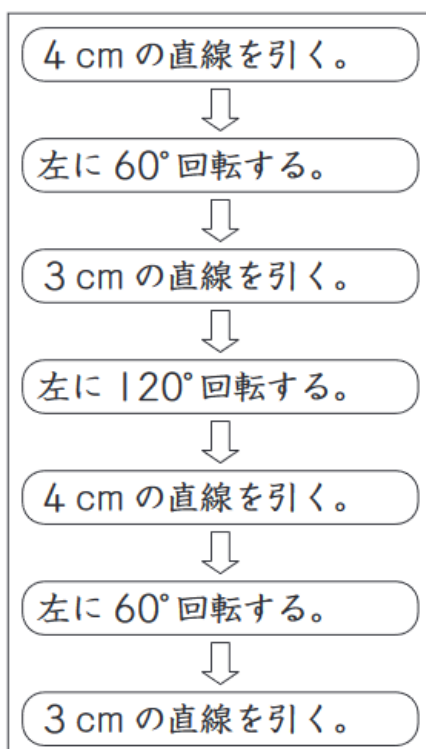 4 cm の直線を引く。
左に 60°回転する。
3 cm の直線を引く。
左に 120°回転する。
4 cm の直線を引く。
左に 60°回転する。
3 cm の直線を引く。